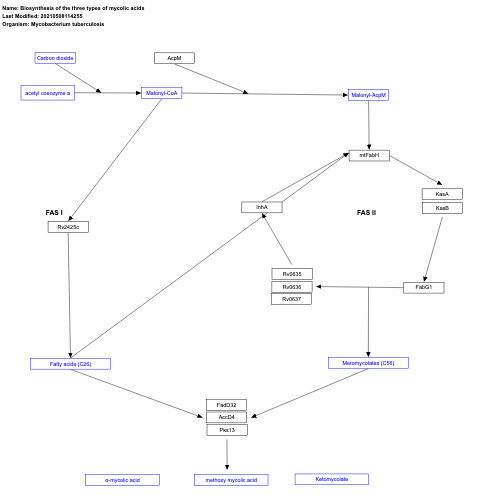 Name: Biosynthesis of the three types of mycolic acids
Last Modified: 20210508114255
Organism: Mycobacterium tuberculosis
Carbon dioxide
AcpM
acetyl coenzyme a
Malonyl-CoA
Malonyl-AcpM
mtFabH
KasA
KasB
InhA
FAS I
FAS II
Rv2425c
Rv0635
Rv0636
Rv0637
FabG1
Fatty acids (C26)
Meromycolates (C56)
FadD32
AccD4
Pks13
α-mycolic acid
methoxy mycolic acid
Ketomycolate